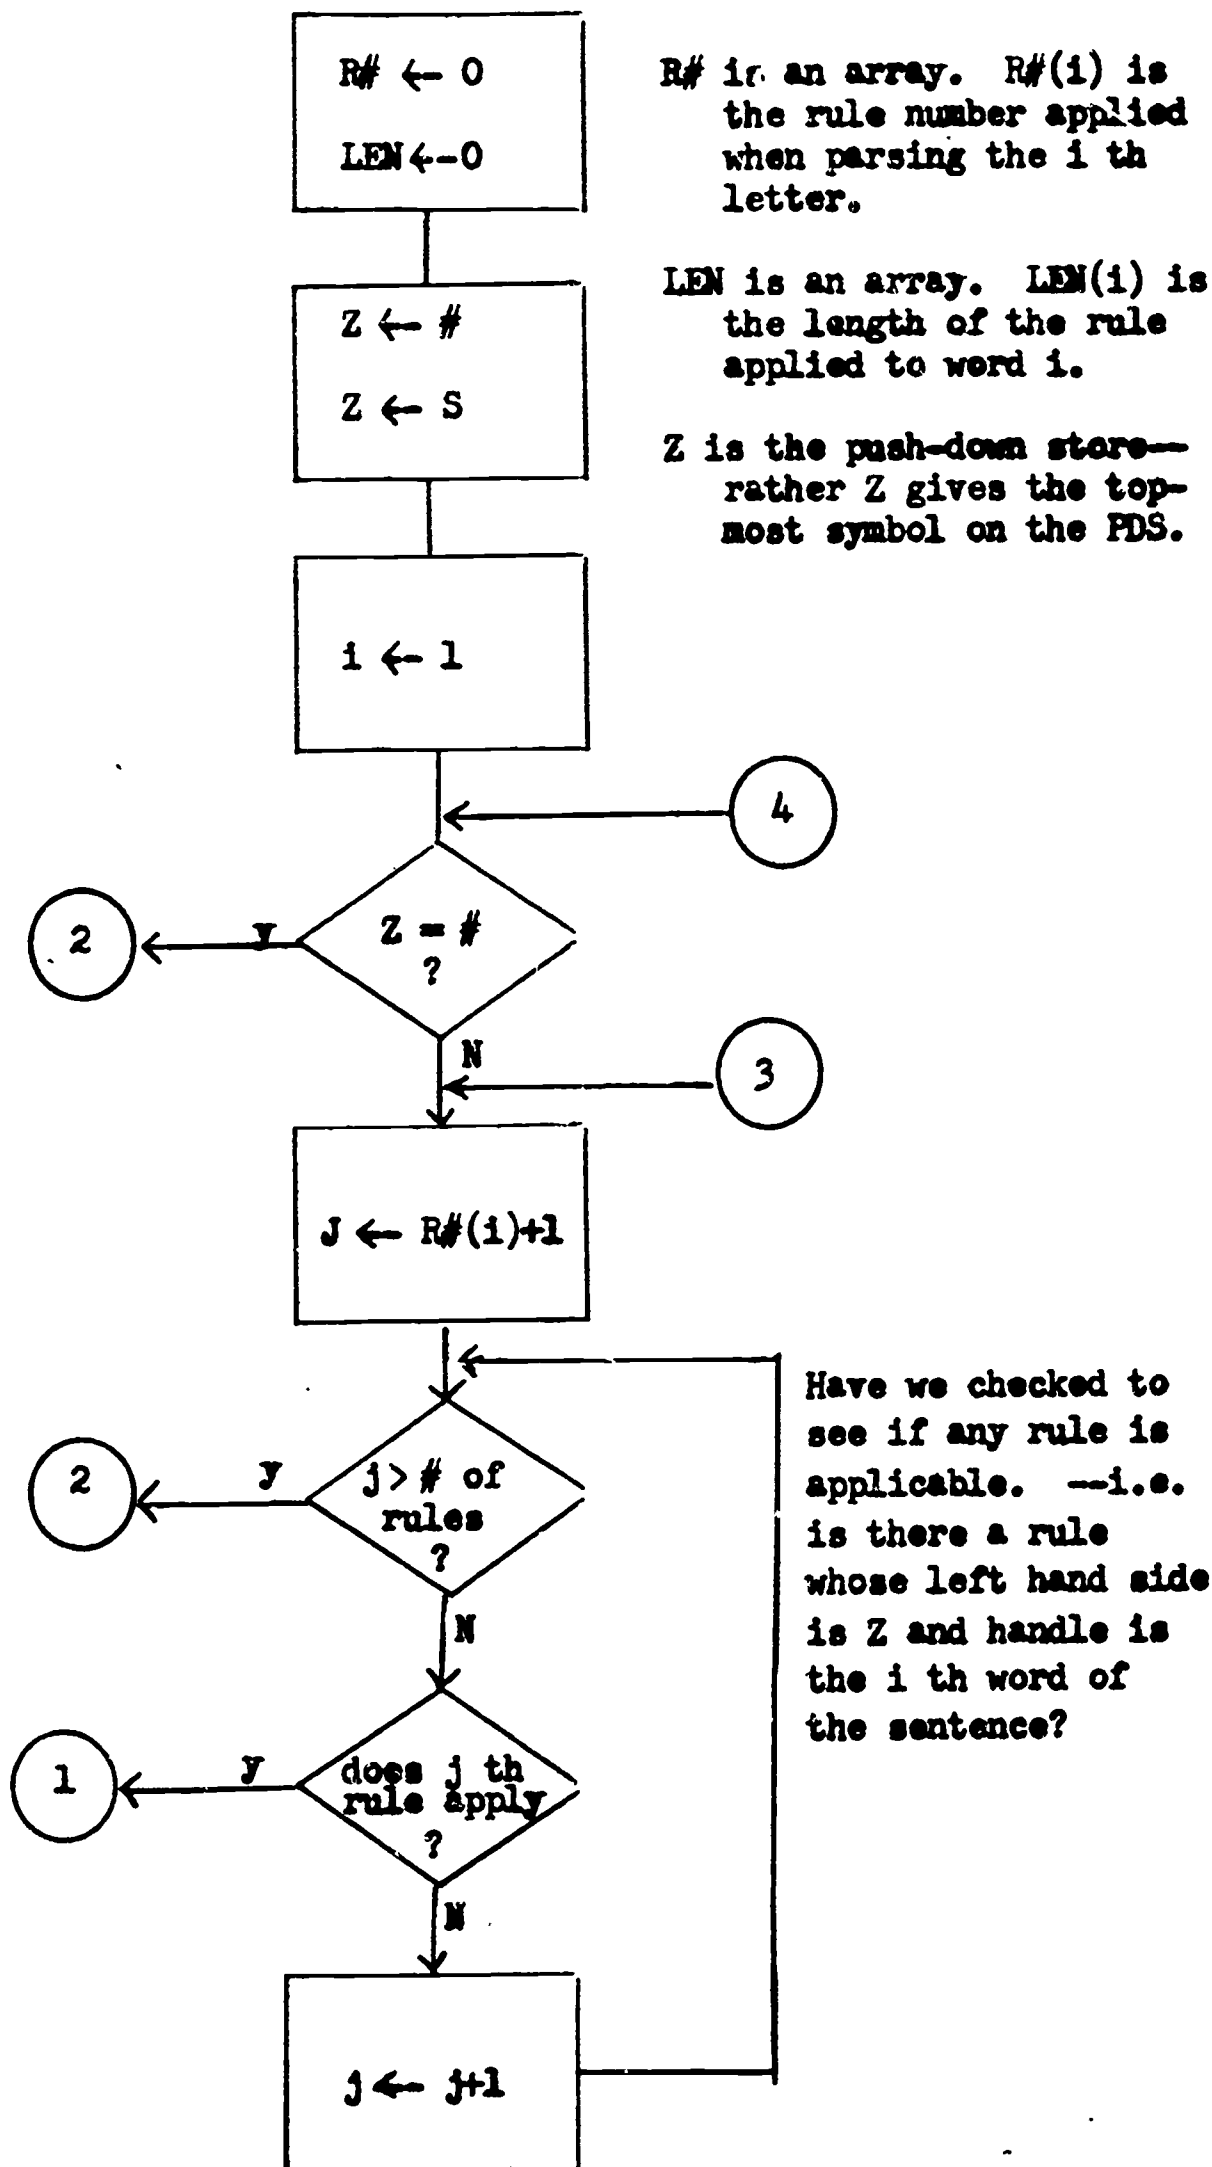 R# ← 0
LEN ← 0
R# is an array. R#(i) is
the rule number applied
when parsing the i th
letter.
Z ← #
Z ← S
LEN is an array. LEN(i) is
the length of the rule
applied to word i.
Z is the push-down store—
rather Z gives the top-
most symbol on the PDS.
i ← 1
4
Z = #
?
y
2
N
3
J ← R#(i)+1
j > # of
rules
?
y
2
N
Have we checked to
see if any rule is
applicable. —i.e.
is there a rule
whose left hand side
is Z and handle is
the i th word of
the sentence?
does j th
rule apply
?
y
1
N
j ← j+1